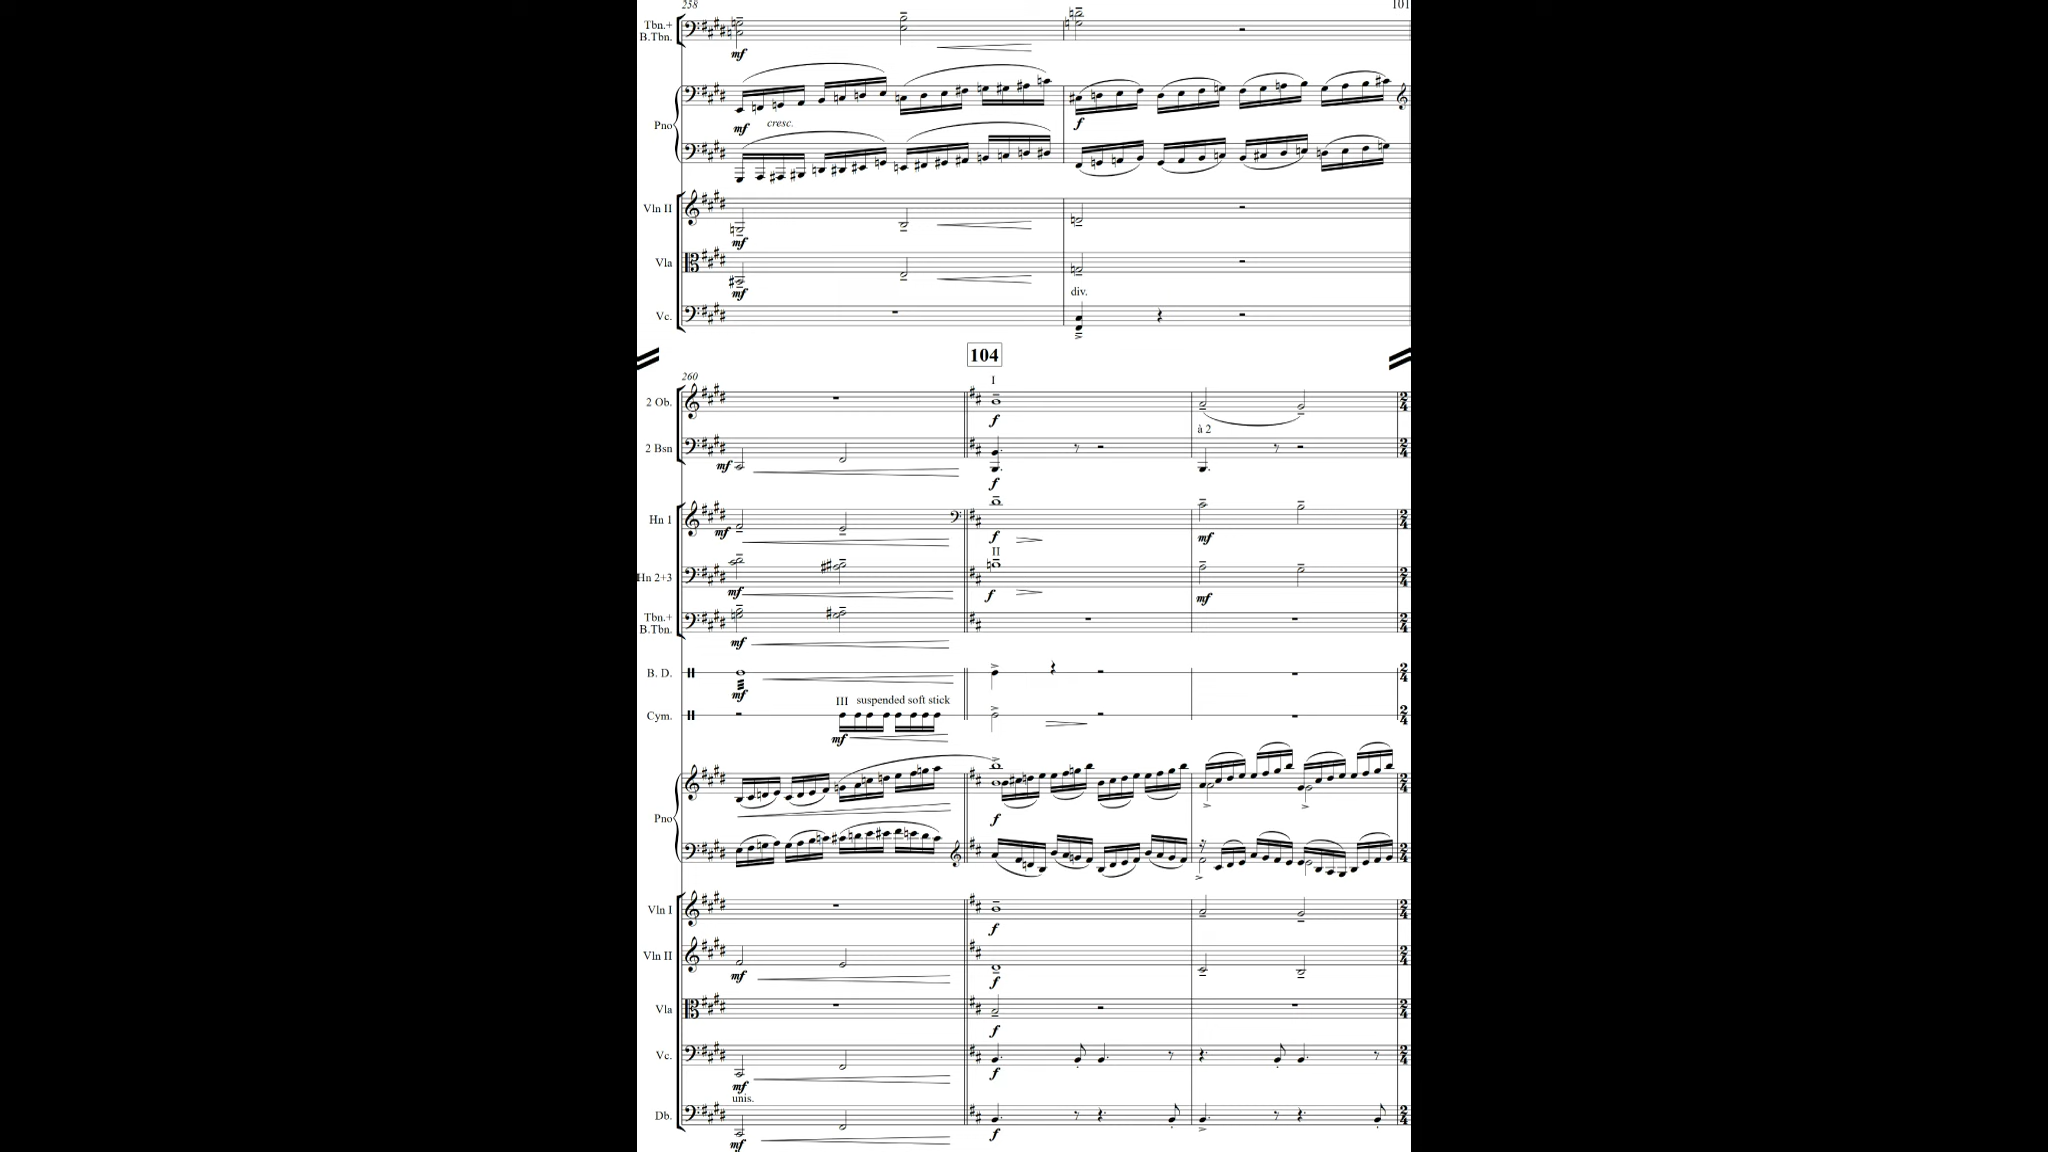 258
101
Tbn.+
B.Tbn.
mf
Pno
mf
cresc.
f
Vln II
mf
Vla
mf
div.
Vc.
104
260
I
2 Ob.
f
à 2
2 Bsn
mf
f
Hn 1
mf
f
mf
II
Hn 2+3
mf
f
mf
Tbn.+
B.Tbn.
mf
B. D.
mf
III suspended soft stick
Cym.
mf
Pno
f
Vln I
f
Vln II
mf
f
Vla
f
Vc.
mf
f
unis.
Db.
mf
f
2
4